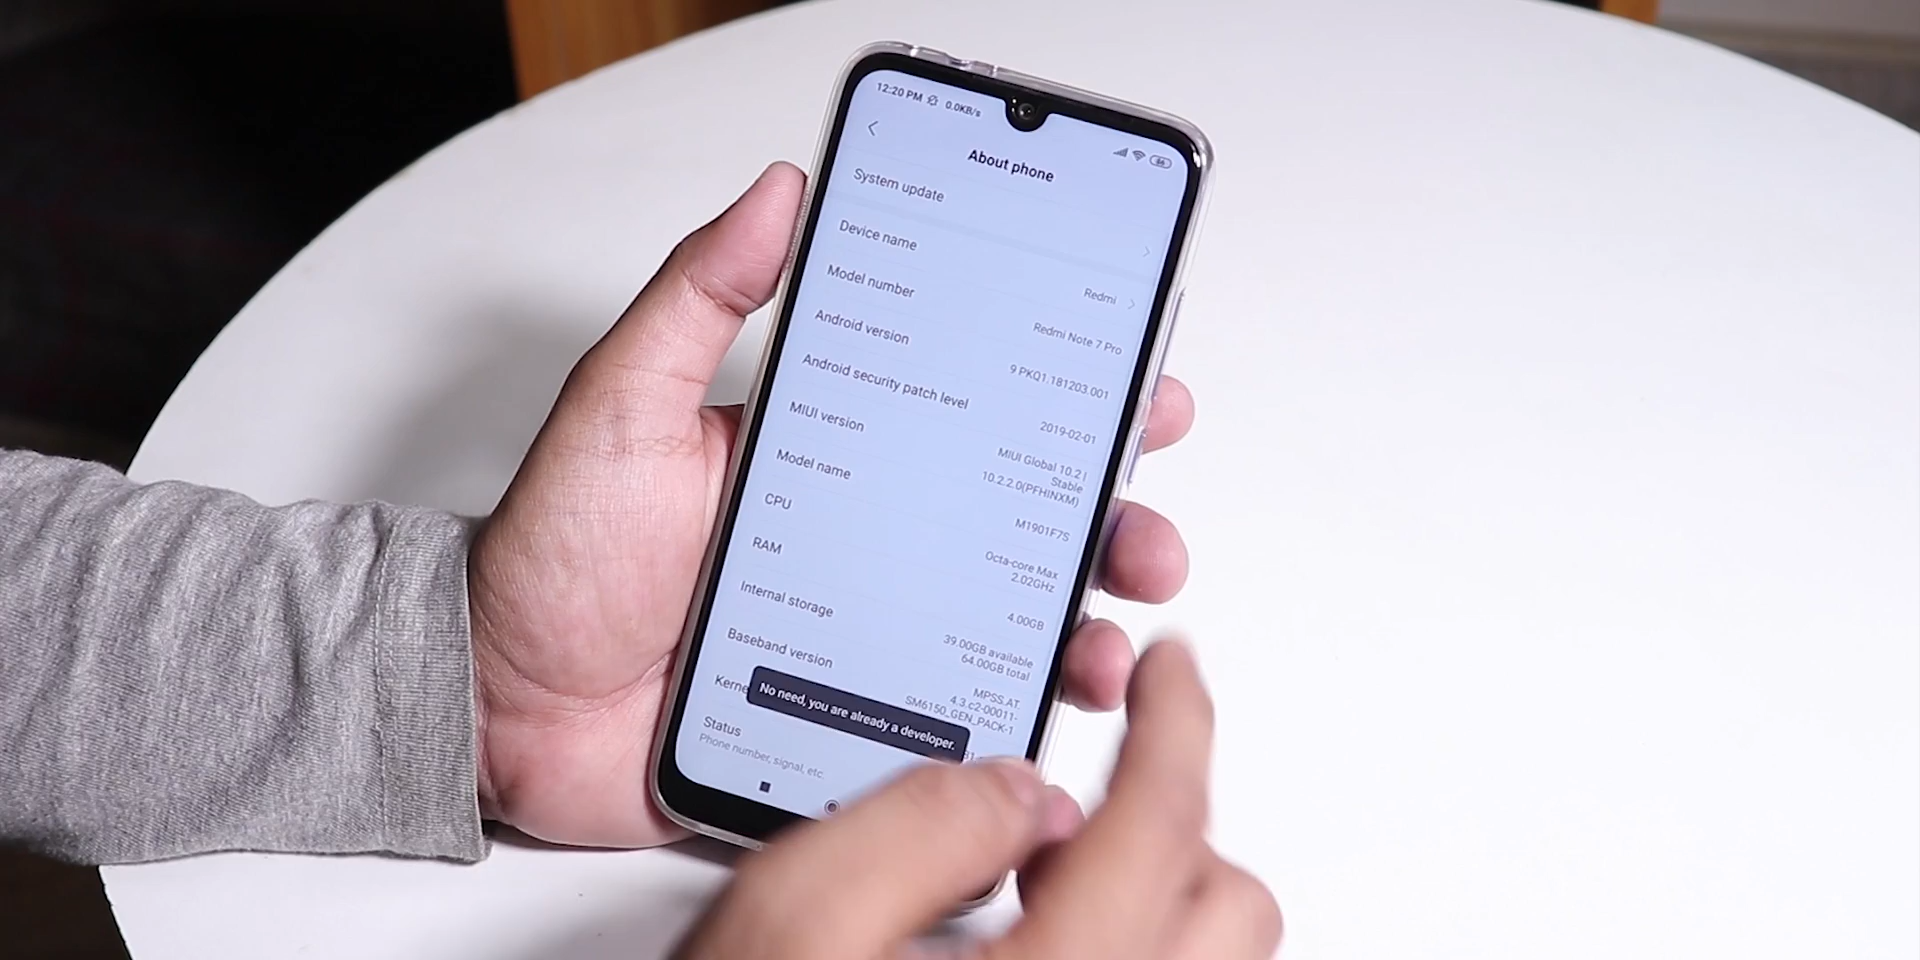 12:20 PM 0.0KB/s
86
About phone
System update
Device name
Redmi
Model number
Redmi Note 7 Pro
Android version
9 PKQ1.181203.001
Android security patch level
2019-02-01
MIUI version
MIUI Global 10.2 |
Stable
10.2.2.0(PFHINXM)
Model name
M1901F7S
CPU
Octa-core Max
2.02GHz
RAM
4.00GB
Internal storage
39.00GB available
64.00GB total
Baseband version
MPSS.AT.
4.3.c2-00011-
SM6150_GEN_PACK-1
No need, you are already a developer.
Status
Phone number, signal, etc.